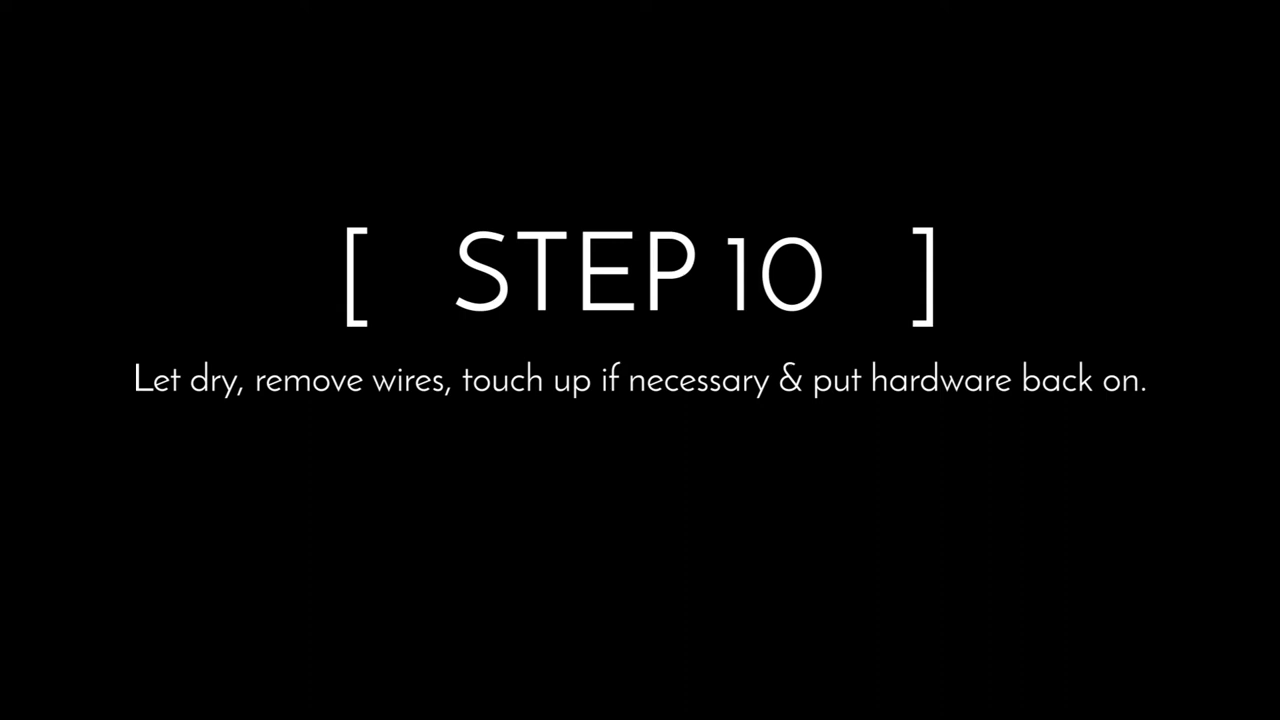 [ STEP 10 ]
Let dry, remove wires, touch up if necessary & put hardware back on.